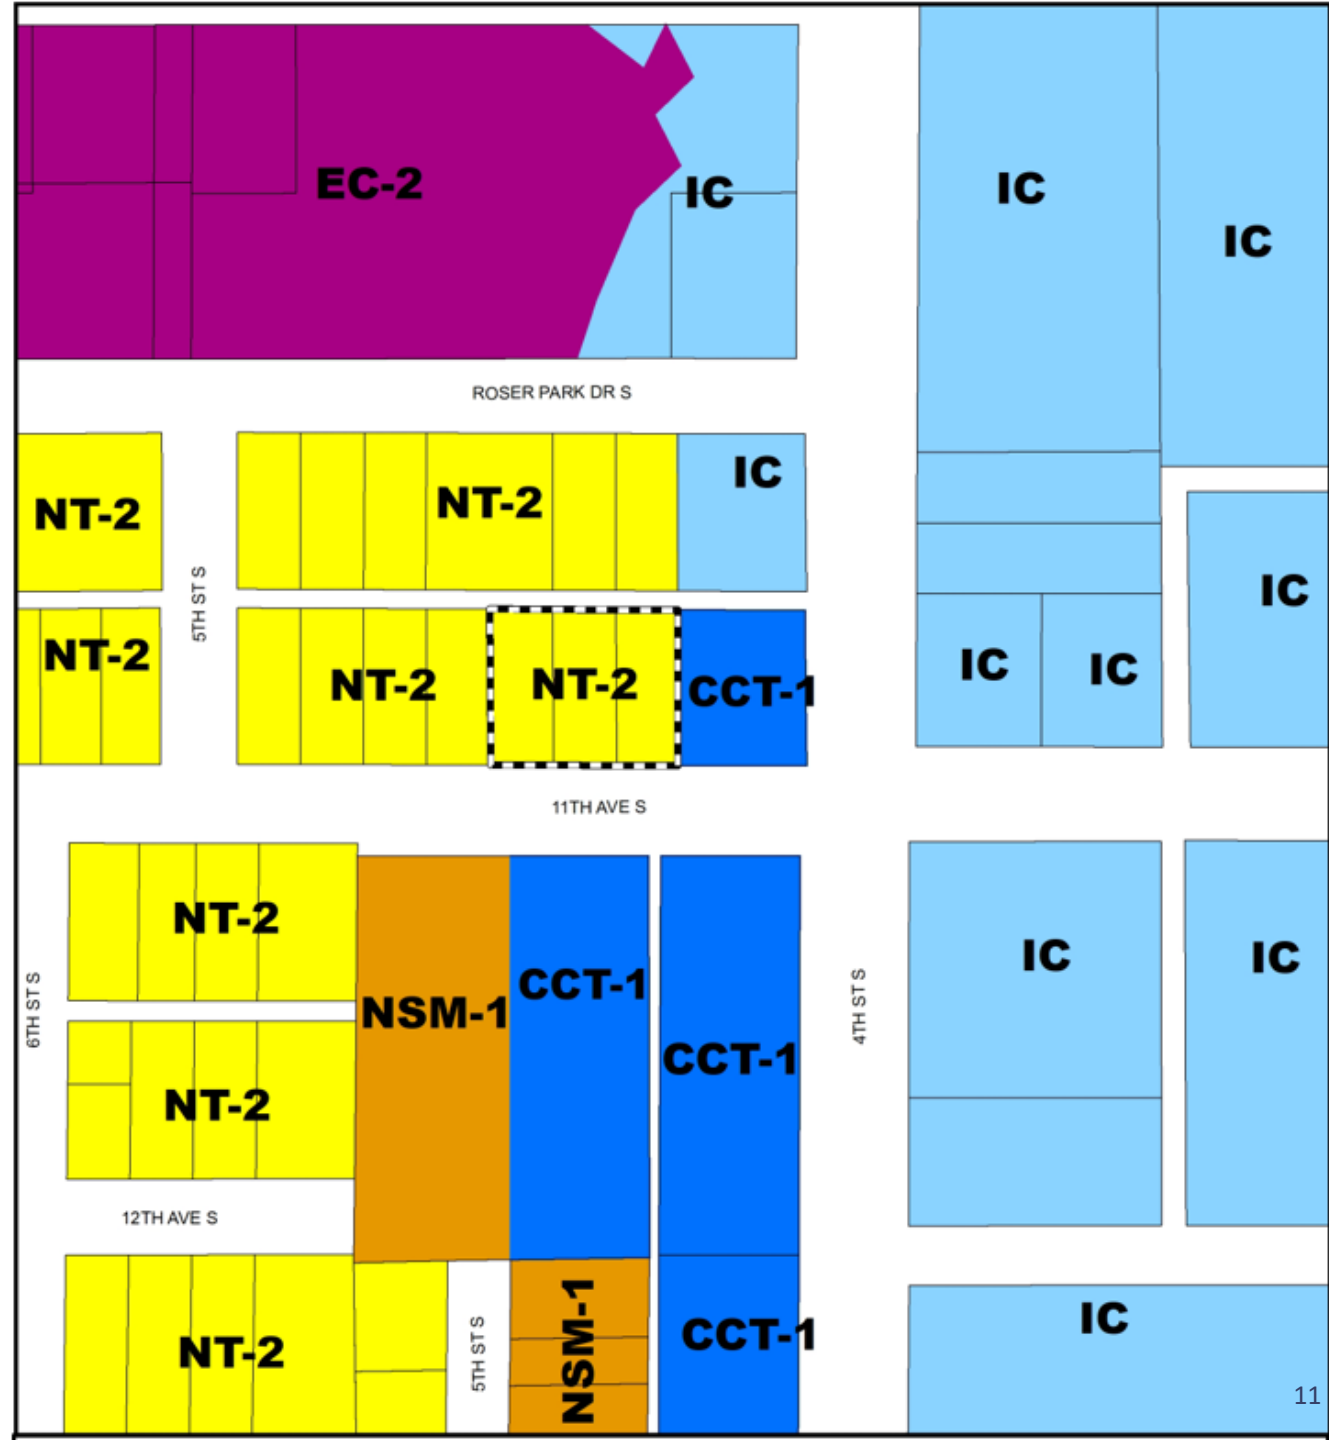 EC-2
IC
IC
IC
ROSER PARK DR S
NT-2
NT-2
IC
5TH ST S
IC
NT-2
NT-2
NT-2
CCT-1
IC
IC
11TH AVE S
NT-2
NSM-1
CCT-1
CCT-1
6TH ST S
4TH ST S
IC
IC
NT-2
12TH AVE S
NT-2
5TH ST S
NSM-1
CCT-1
IC
11